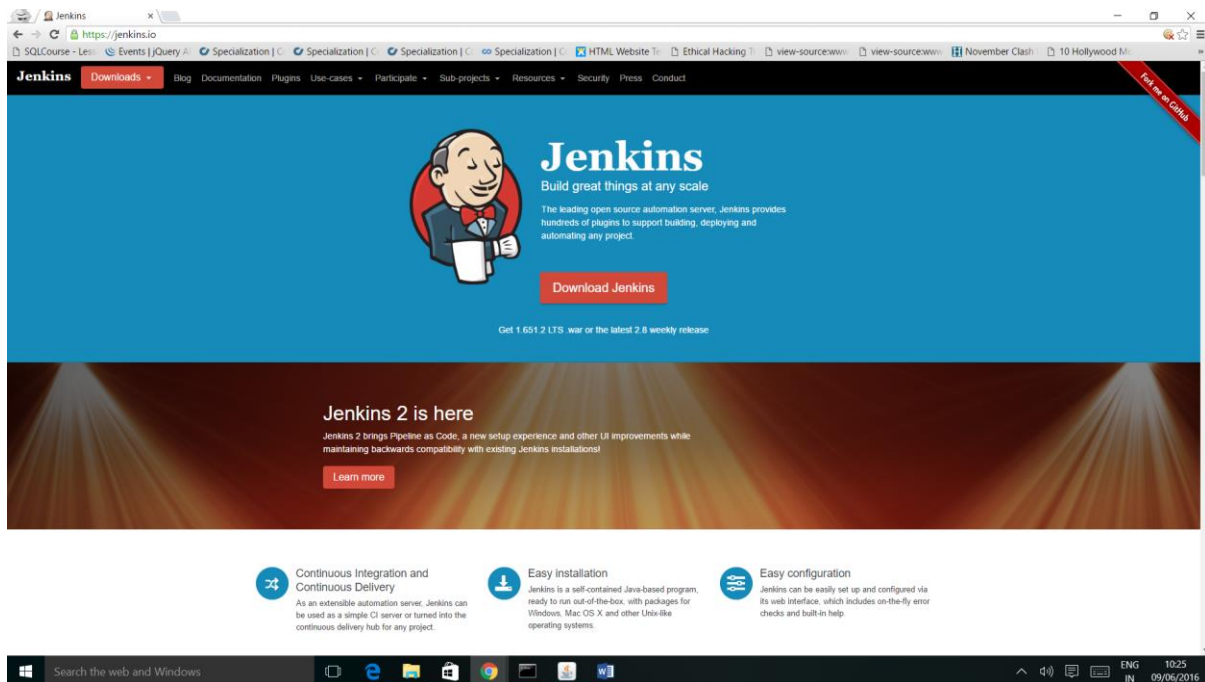 Jenkins
https://jenkins.io
SQLCourse - Less
Events | jQuery A
Specialization | C
Specialization | C
Specialization | C
Specialization | C
HTML Website Te
Ethical Hacking T
view-source:www
view-source:www
November Clash
10 Hollywood Mo
Jenkins Downloads Blog Documentation Plugins Use-cases Participate Sub-projects Resources Security Press Conduct
Fork me on GitHub
Jenkins
Build great things at any scale
The leading open source automation server, Jenkins provides
hundreds of plugins to support building, deploying and
automating any project.
Download Jenkins
Get 1.651.2 LTS .war or the latest 2.8 weekly release
Jenkins 2 is here
Jenkins 2 brings Pipeline as Code, a new setup experience and other UI improvements while
maintaining backwards compatibility with existing Jenkins installations!
Learn more
Continuous Integration and
Continuous Delivery
As an extensible automation server, Jenkins can
be used as a simple CI server or turned into the
continuous delivery hub for any project.
Easy installation
Jenkins is a self-contained Java-based program,
ready to run out-of-the-box, with packages for
Windows, Mac OS X and other Unix-like
operating systems.
Easy configuration
Jenkins can be easily set up and configured via
its web interface, which includes on-the-fly error
checks and built-in help.
Search the web and Windows
ENG
IN
10:25
09/06/2016